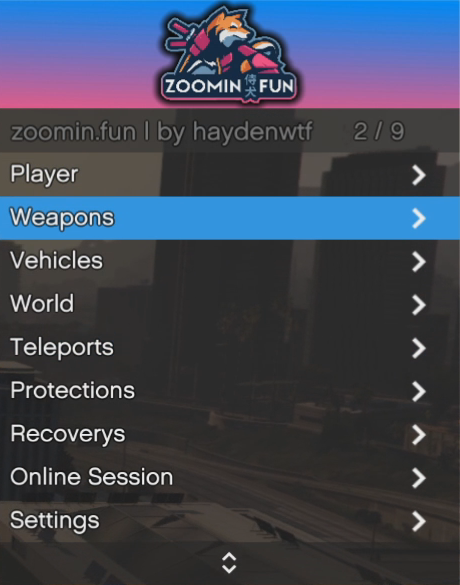 ZOOMIN 侍犬 FUN
zoomin.fun | by haydenwtf 2 / 9
Player
Weapons
Vehicles
World
Teleports
Protections
Recoverys
Online Session
Settings